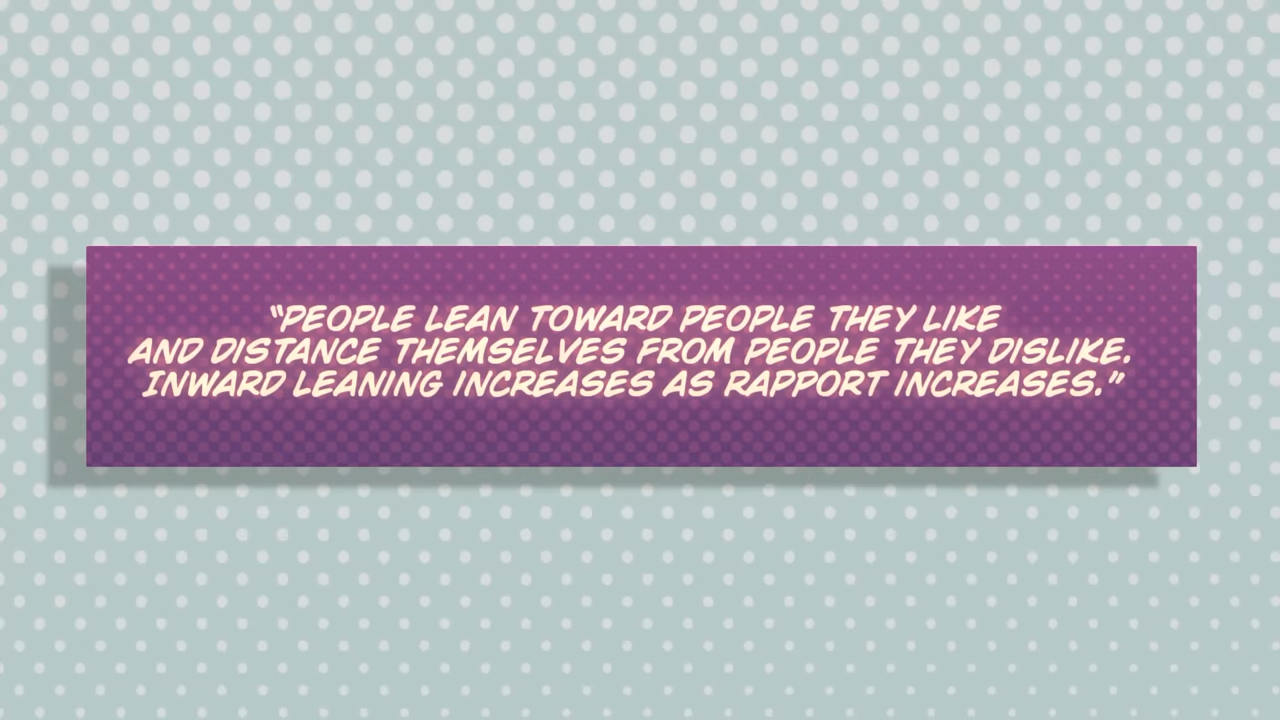 “PEOPLE LEAN TOWARD PEOPLE THEY LIKE
AND DISTANCE THEMSELVES FROM PEOPLE THEY DISLIKE.
INWARD LEANING INCREASES AS RAPPORT INCREASES.”